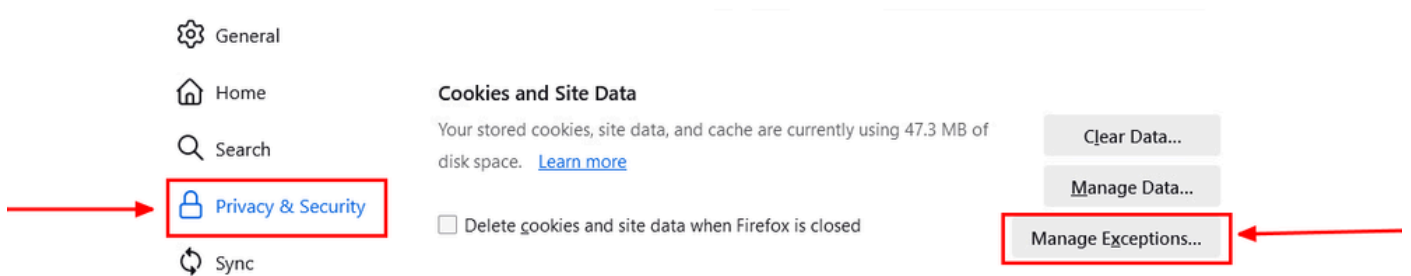 General
Home
Search
Privacy & Security
Sync
Cookies and Site Data
Your stored cookies, site data, and cache are currently using 47.3 MB of
disk space. Learn more
Delete cookies and site data when Firefox is closed
Clear Data...
Manage Data...
Manage Exceptions...